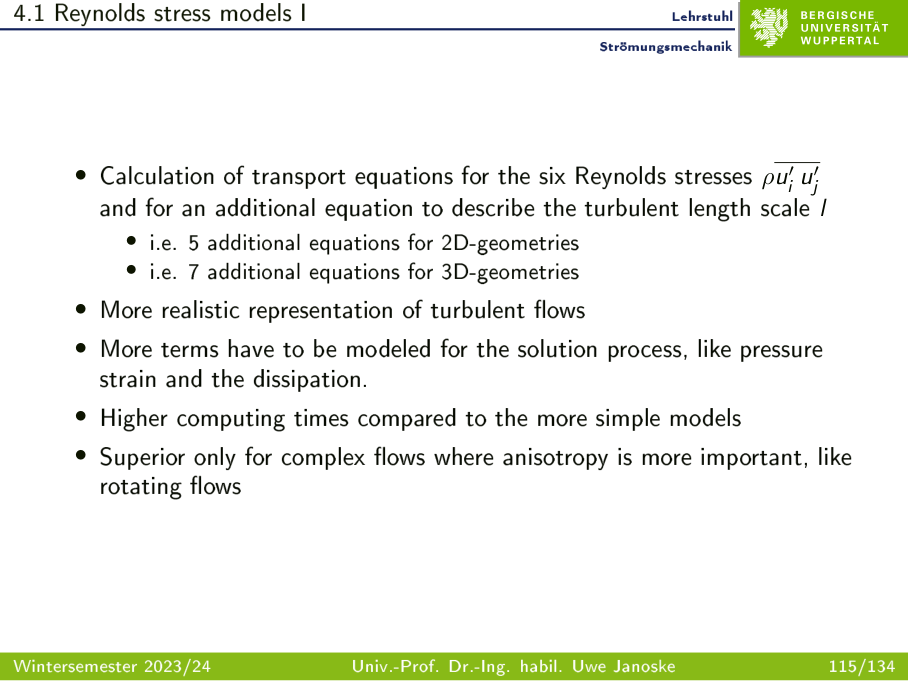 4.1 Reynolds stress models I
Lehrstuhl
Strömungsmechanik
BERGISCHE
UNIVERSITÄT
WUPPERTAL
• Calculation of transport equations for the six Reynolds stresses $\rho\overline{u_i' u_j'}$
and for an additional equation to describe the turbulent length scale l
• i.e. 5 additional equations for 2D-geometries
• i.e. 7 additional equations for 3D-geometries
• More realistic representation of turbulent flows
• More terms have to be modeled for the solution process, like pressure
strain and the dissipation.
• Higher computing times compared to the more simple models
• Superior only for complex flows where anisotropy is more important, like
rotating flows
Wintersemester 2023/24
Univ.-Prof. Dr.-Ing. habil. Uwe Janoske
115/134